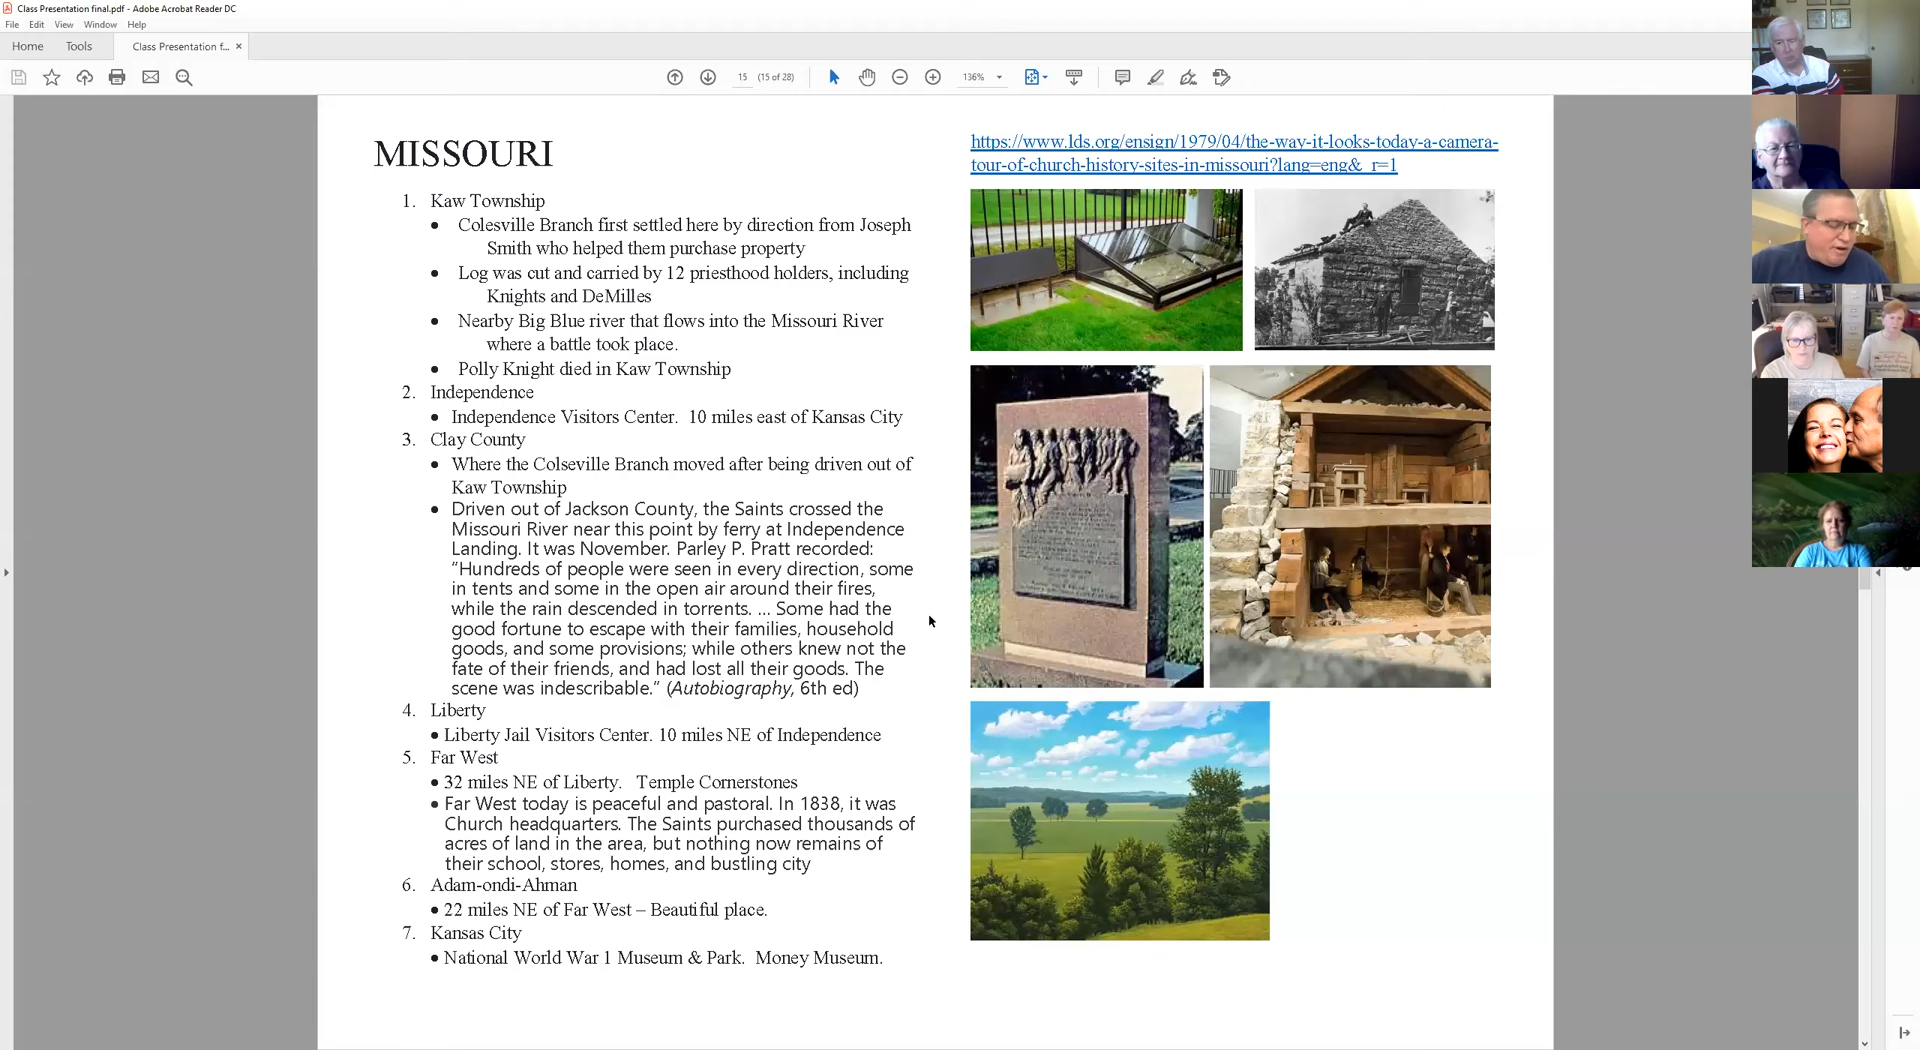 Class Presentation final.pdf - Adobe Acrobat Reader DC
File Edit View Window Help
Home Tools Class Presentation f... ×
15 (15 of 28) 136%
MISSOURI
1. Kaw Township
• Colesville Branch first settled here by direction from Joseph
Smith who helped them purchase property
• Log was cut and carried by 12 priesthood holders, including
Knights and DeMilles
• Nearby Big Blue river that flows into the Missouri River
where a battle took place.
• Polly Knight died in Kaw Township
2. Independence
• Independence Visitors Center. 10 miles east of Kansas City
3. Clay County
• Where the Colseville Branch moved after being driven out of
Kaw Township
• Driven out of Jackson County, the Saints crossed the
Missouri River near this point by ferry at Independence
Landing. It was November. Parley P. Pratt recorded:
“Hundreds of people were seen in every direction, some
in tents and some in the open air around their fires,
while the rain descended in torrents. ... Some had the
good fortune to escape with their families, household
goods, and some provisions; while others knew not the
fate of their friends, and had lost all their goods. The
scene was indescribable.” (Autobiography, 6th ed)
4. Liberty
• Liberty Jail Visitors Center. 10 miles NE of Independence
5. Far West
• 32 miles NE of Liberty. Temple Cornerstones
• Far West today is peaceful and pastoral. In 1838, it was
Church headquarters. The Saints purchased thousands of
acres of land in the area, but nothing now remains of
their school, stores, homes, and bustling city
6. Adam-ondi-Ahman
• 22 miles NE of Far West – Beautiful place.
7. Kansas City
• National World War 1 Museum & Park. Money Museum.
https://www.lds.org/ensign/1979/04/the-way-it-looks-today-a-camera-
tour-of-church-history-sites-in-missouri?lang=eng&_r=1